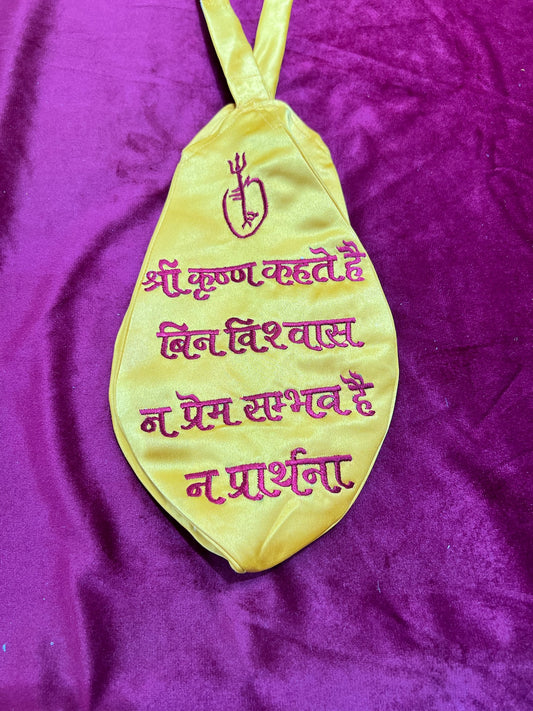 श्री कृष्ण कहते है
बिन विश्वास
न प्रेम सम्भव है
न प्रार्थना